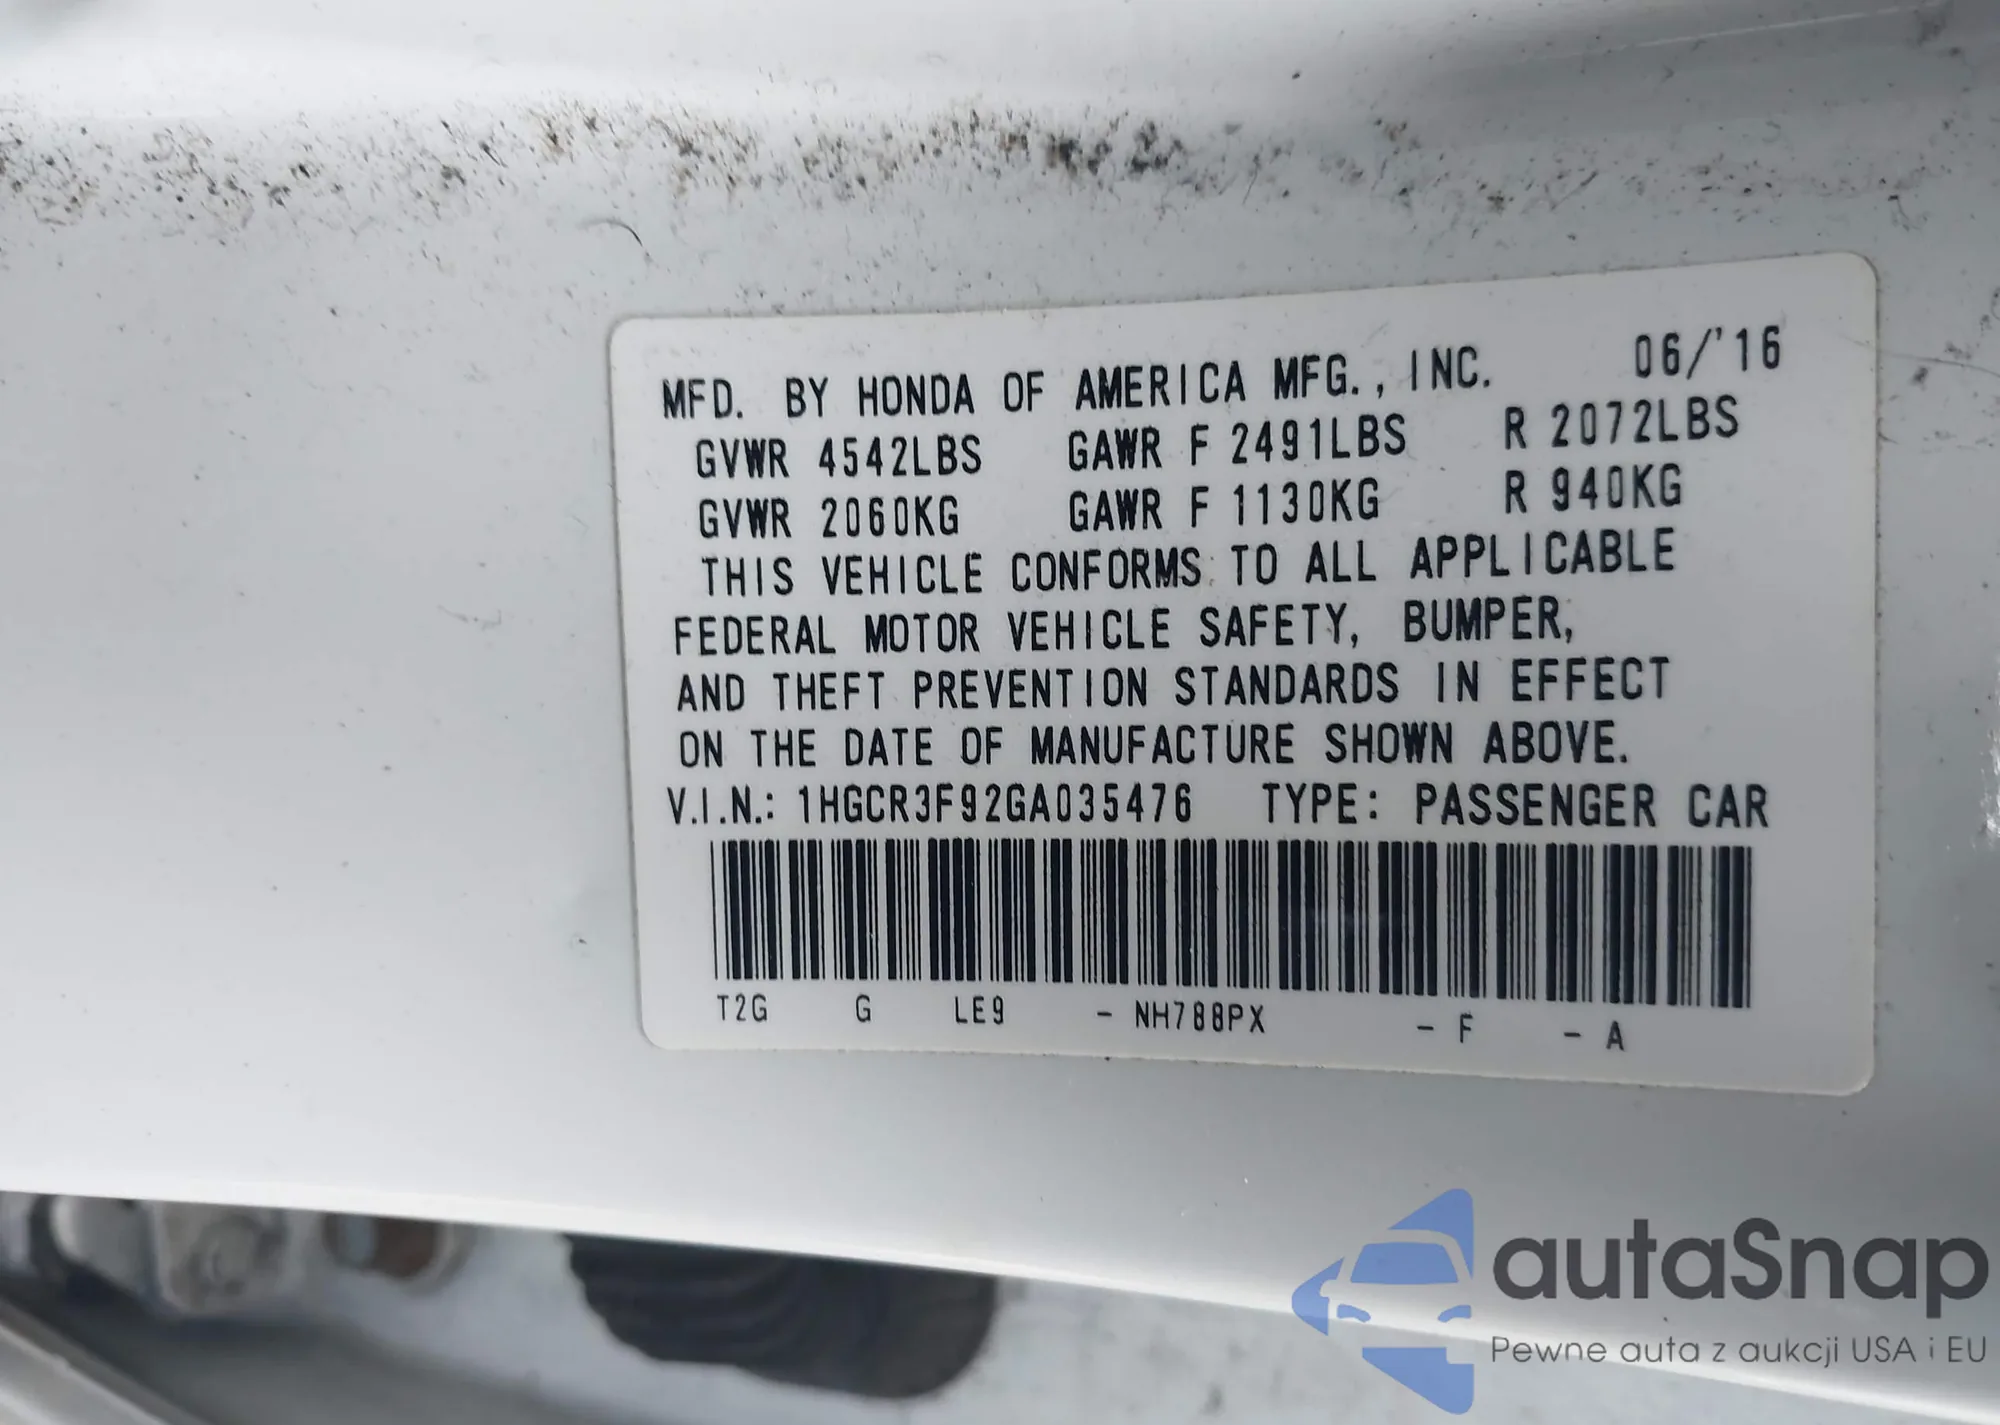 MFD. BY HONDA OF AMERICA MFG., INC. 06/'16
GVWR 4542LBS GAWR F 2491LBS R 2072LBS
GVWR 2060KG GAWR F 1130KG R 940KG
THIS VEHICLE CONFORMS TO ALL APPLICABLE
FEDERAL MOTOR VEHICLE SAFETY, BUMPER,
AND THEFT PREVENTION STANDARDS IN EFFECT
ON THE DATE OF MANUFACTURE SHOWN ABOVE.
V.I.N.: 1HGCR3F92GA035476 TYPE: PASSENGER CAR
T2G G LE9 - NH788PX - F - A
autaSnap
Pewne auta z aukcji USA i EU